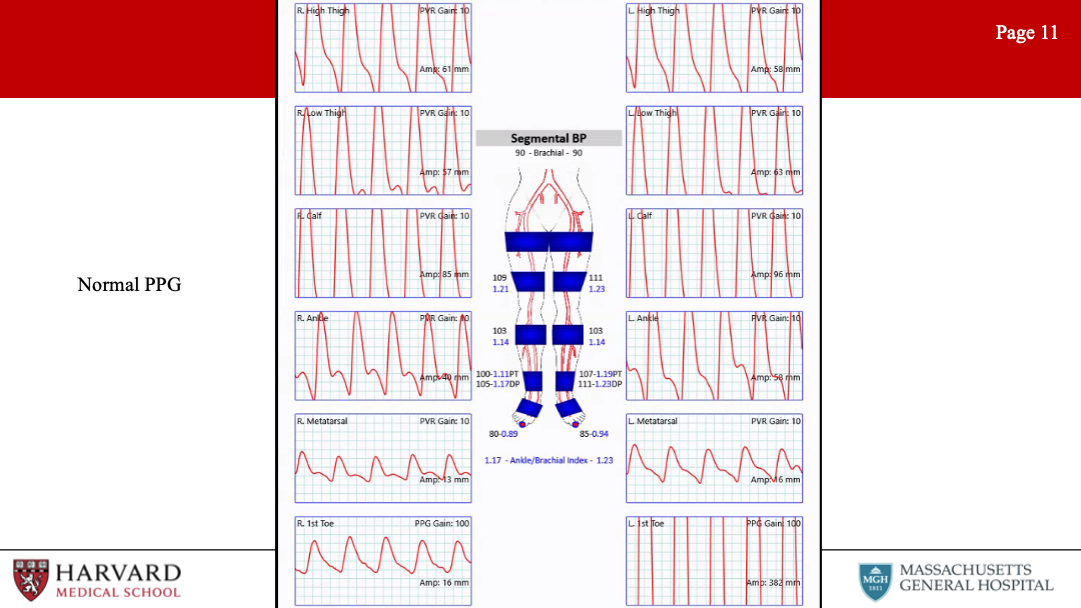 Page 11
Normal PPG
R. High Thigh PVR Gain: 10
Amp: 61 mm
L. High Thigh PVR Gain: 10
Amp: 58 mm
R. Low Thigh PVR Gain: 10
Amp: 57 mm
Segmental BP
90 - Brachial - 90
L. Low Thigh PVR Gain: 10
Amp: 63 mm
R. Calf PVR Gain: 10
Amp: 85 mm
109 111
1.21 1.23
L. Calf PVR Gain: 10
Amp: 96 mm
R. Ankle PVR Gain: 10
Amp: 40 mm
103 103
1.14 1.14
100-1.11PT 107-1.19PT
105-1.17DP 111-1.23DP
L. Ankle PVR Gain: 10
Amp: 58 mm
R. Metatarsal PVR Gain: 10
Amp: 13 mm
80-0.89 85-0.94
1.17 - Ankle/Brachial Index - 1.23
L. Metatarsal PVR Gain: 10
Amp: 16 mm
R. 1st Toe PPG Gain: 100
Amp: 16 mm
L. 1st Toe PPG Gain: 100
Amp: 382 mm
HARVARD
MEDICAL SCHOOL
MGH
1811
MASSACHUSETTS
GENERAL HOSPITAL